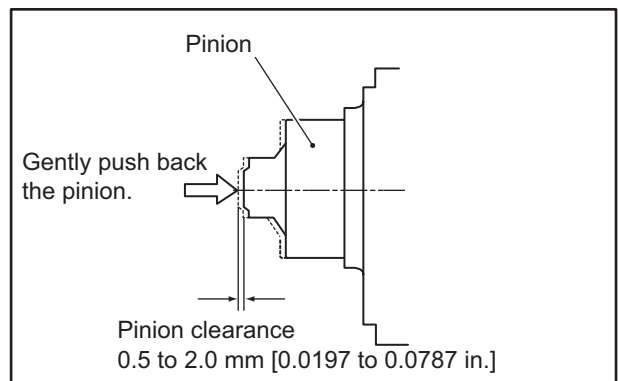 Pinion
Gently push back
the pinion.
Pinion clearance
0.5 to 2.0 mm [0.0197 to 0.0787 in.]